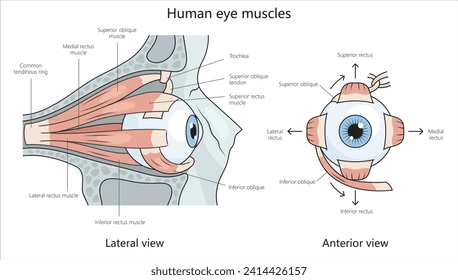 Human eye muscles
Superior oblique
muscle
Medial rectus
muscle
Common
tendinous ring
Trochlea
Superior oblique
tendon
Superior rectus
muscle
Inferior oblique
Lateral rectus muscle
Inferior rectus muscle
Lateral view
Superior rectus
Superior oblique
Lateral
rectus
Medial
rectus
Inferior oblique
Inferior rectus
Anterior view
shutterstock.com · 2414426157